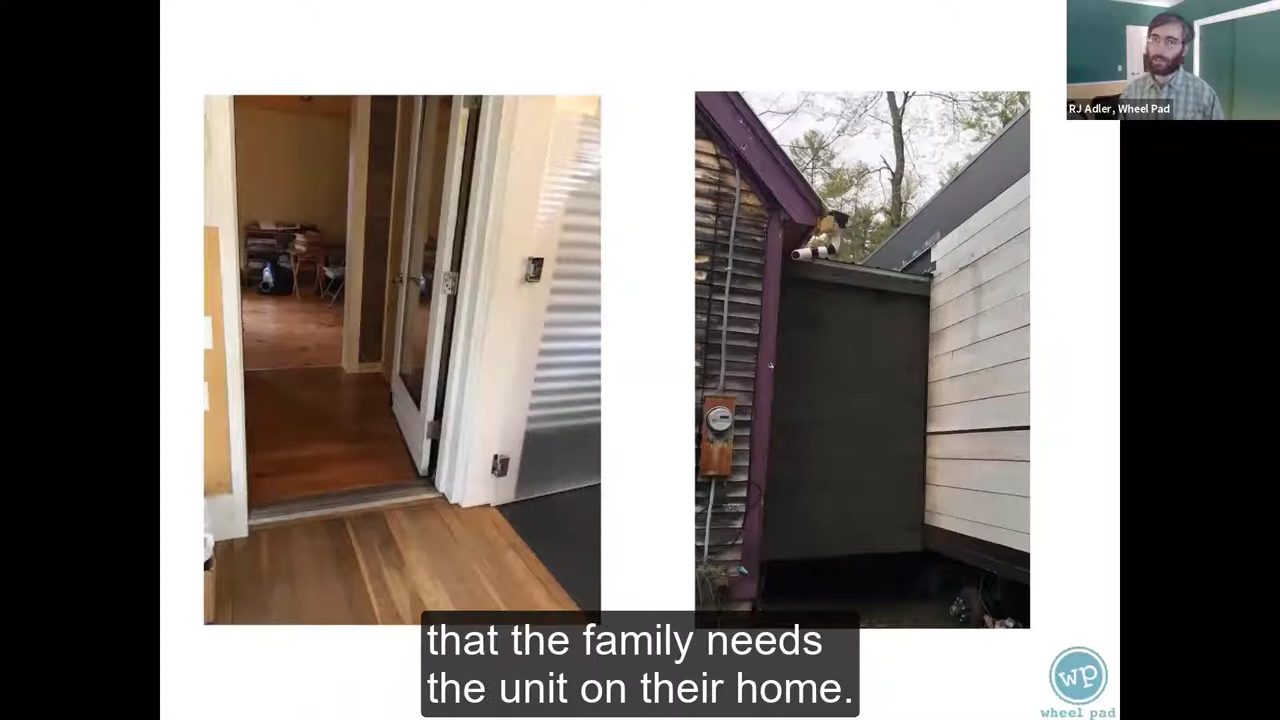 RJ Adler, Wheel Pad
that the family needs
the unit on their home.
wp
wheel pad